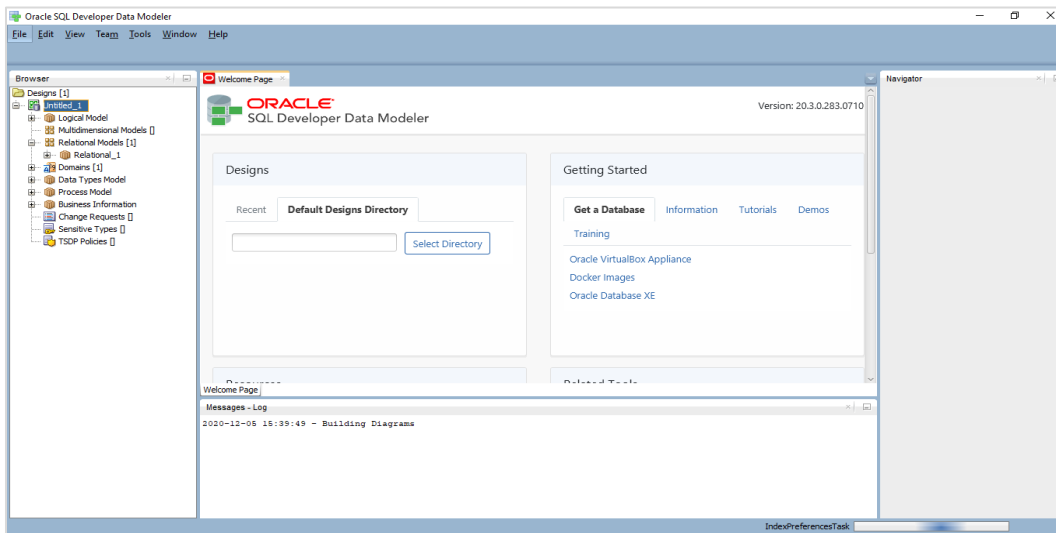 Oracle SQL Developer Data Modeler
File Edit View Team Tools Window Help
Browser
Designs [1]
Untitled_1
Logical Model
Multidimensional Models []
Relational Models [1]
Relational_1
Domains [1]
Data Types Model
Process Model
Business Information
Change Requests []
Sensitive Types []
TSDP Policies []
Welcome Page
ORACLE
SQL Developer Data Modeler
Version: 20.3.0.283.0710
Designs
Recent Default Designs Directory
Select Directory
Getting Started
Get a Database Information Tutorials Demos
Training
Oracle VirtualBox Appliance
Docker Images
Oracle Database XE
Resources
Related Tools
Welcome Page
Messages - Log
2020-12-05 15:39:49 - Building Diagrams
Navigator
IndexPreferencesTask